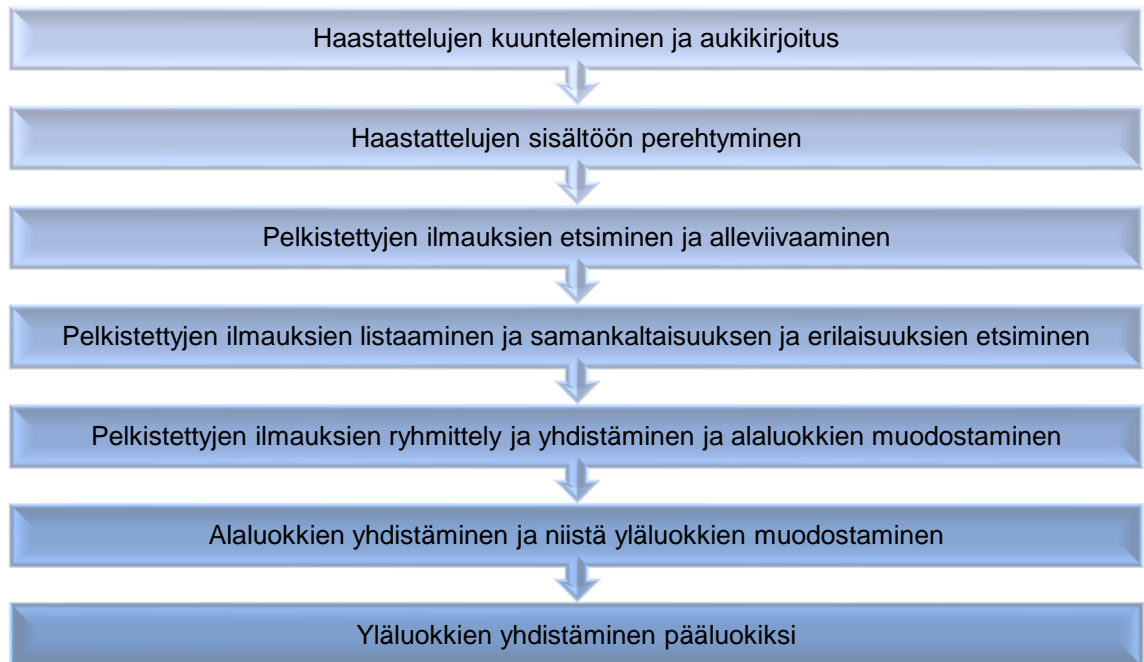 Haastattelujen kuunteleminen ja aukikirjoitus
Haastattelujen sisältöön perehtyminen
Pelkistettyjen ilmauksien etsiminen ja alleviivaaminen
Pelkistettyjen ilmauksien listaaminen ja samankaltaisuuksen ja erilaisuuksien etsiminen
Pelkistettyjen ilmauksien ryhmittely ja yhdistäminen ja alaluokkien muodostaminen
Alaluokkien yhdistäminen ja niistä yläluokkien muodostaminen
Yläluokkien yhdistäminen pääluokiksi